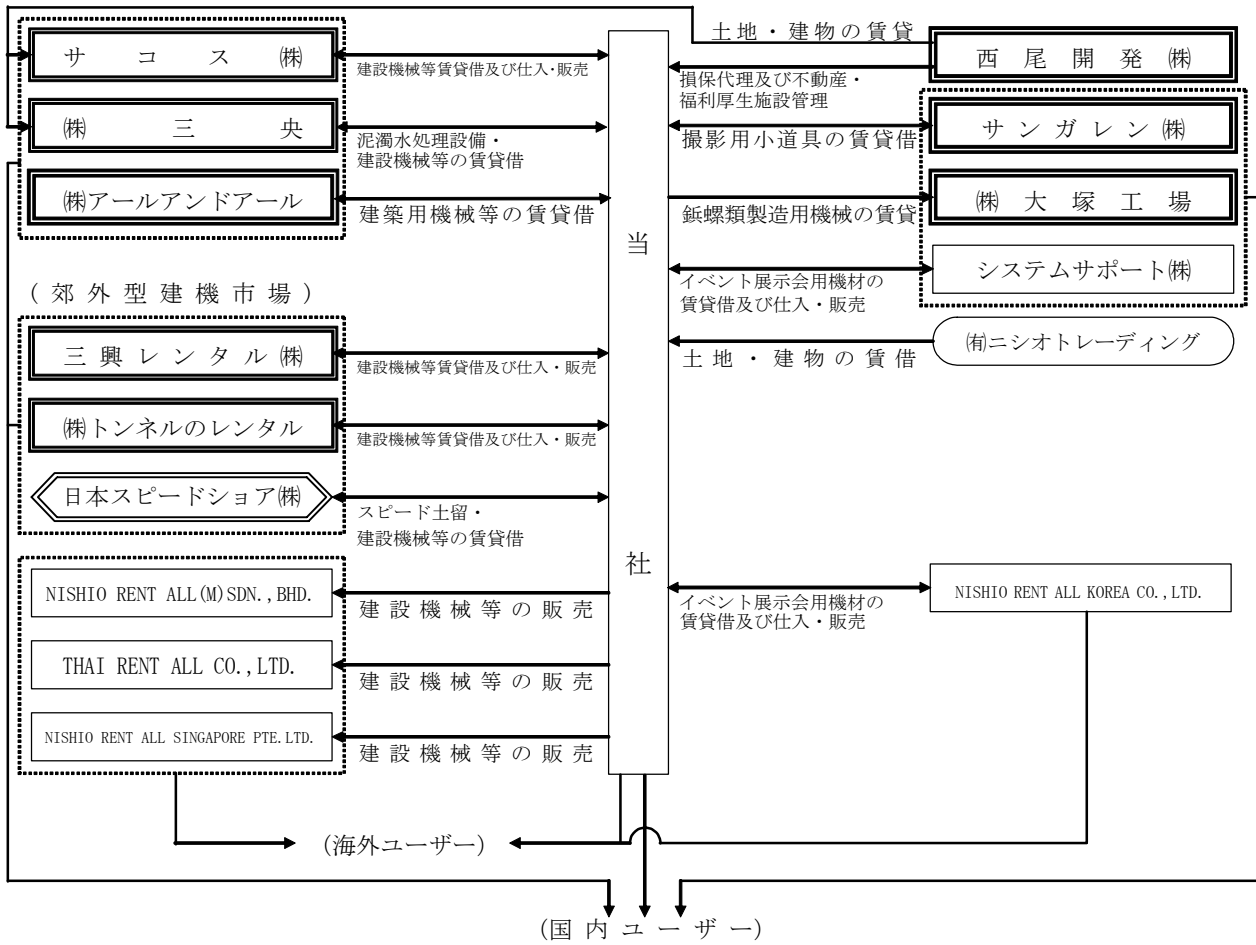 土地・建物の賃貸
サコス㈱
建設機械等賃貸借及び仕入・販売
西尾開発㈱
損保代理及び不動産・
福利厚生施設管理
㈱三央
泥濁水処理設備・
建設機械等の賃貸借
撮影用小道具の賃貸借
サンガレン㈱
㈱アールアンドアール
建築用機械等の賃貸借
鋲螺類製造用機械の賃貸
㈱大塚工場
当社
イベント展示会用機材の
賃貸借及び仕入・販売
システムサポート㈱
(郊外型建機市場)
三興レンタル㈱
建設機械等賃貸借及び仕入・販売
土地・建物の賃借
㈲ニシオトレーディング
㈱トンネルのレンタル
建設機械等賃貸借及び仕入・販売
日本スピードショア㈱
スピード土留・
建設機械等の賃貸借
NISHIO RENT ALL(M)SDN.,BHD.
建設機械等の販売
イベント展示会用機材の
賃貸借及び仕入・販売
NISHIO RENT ALL KOREA CO.,LTD.
THAI RENT ALL CO.,LTD.
建設機械等の販売
NISHIO RENT ALL SINGAPORE PTE.LTD.
建設機械等の販売
(海外ユーザー)
(国内ユーザー)